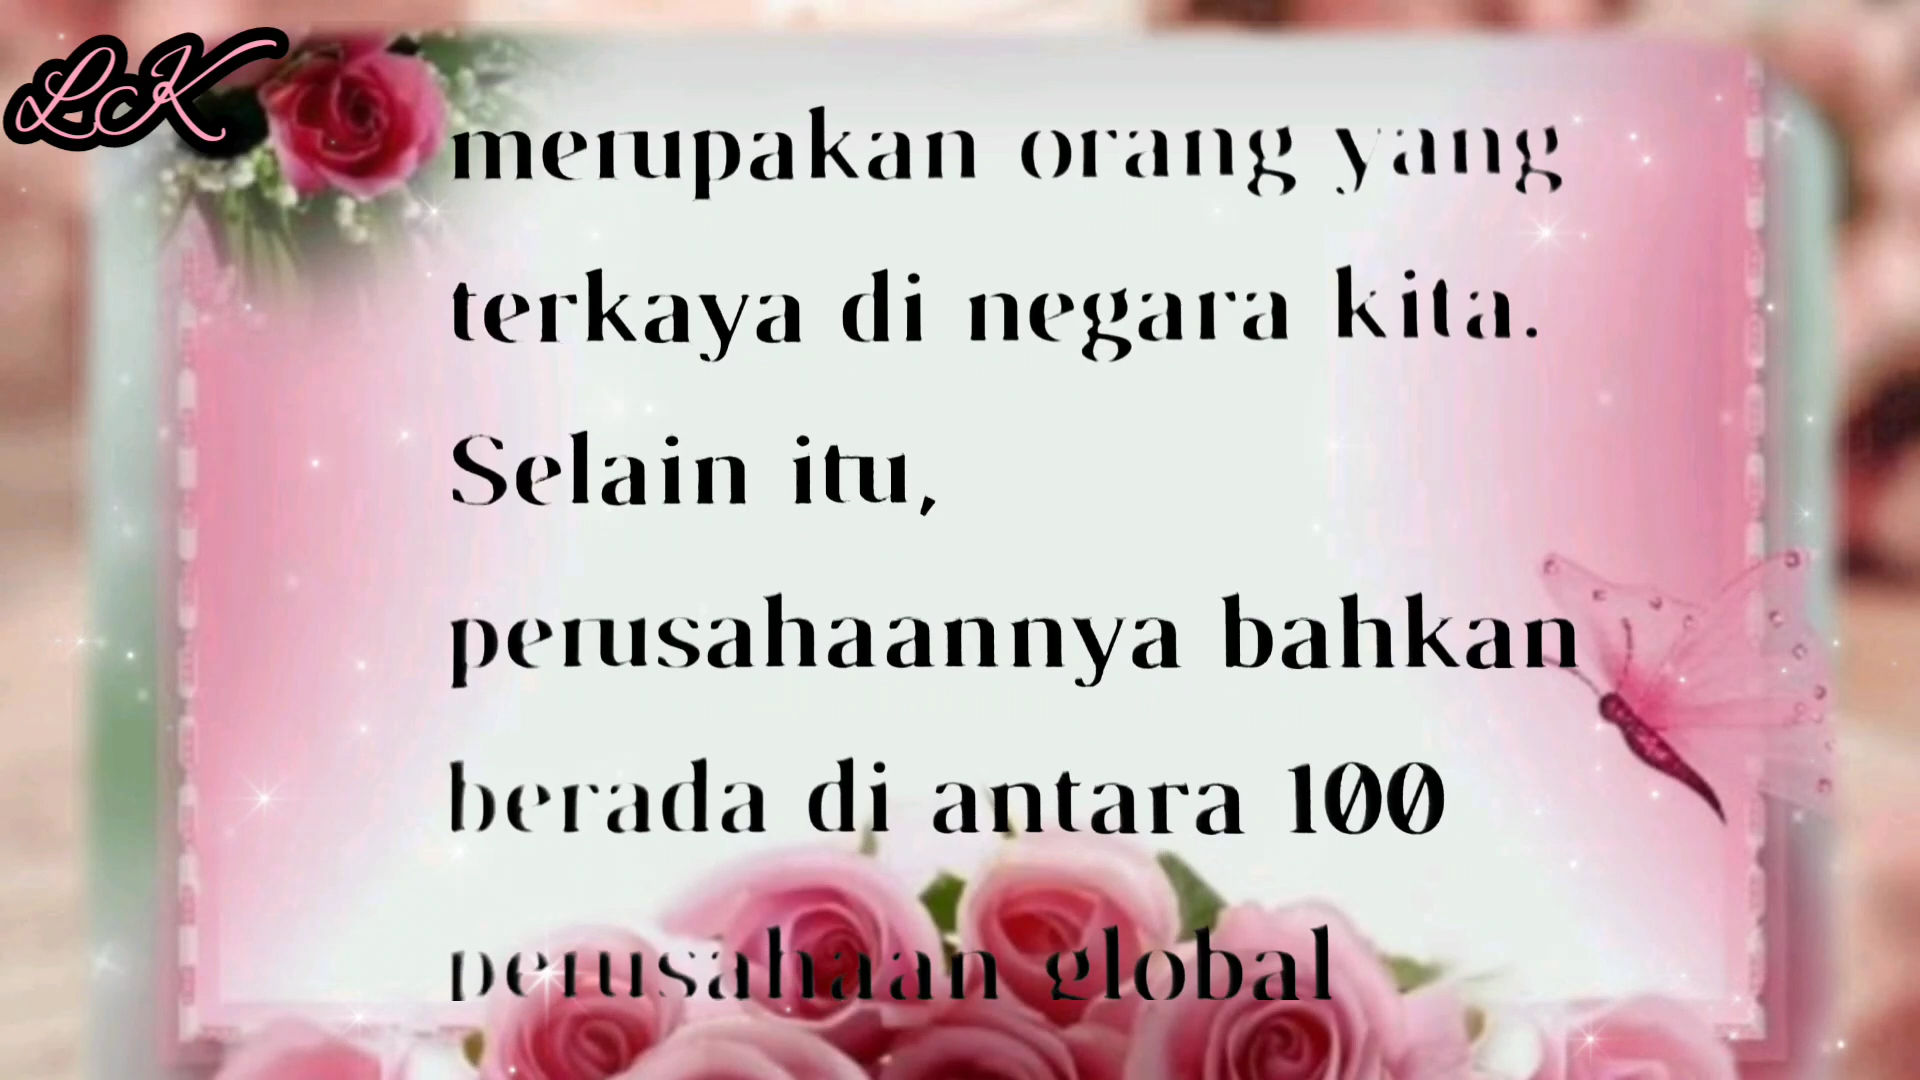 LK
merupakan orang yang
terkaya di negara kita.
Selain itu,
perusahaannya bahkan
berada di antara 100
perusahaan global